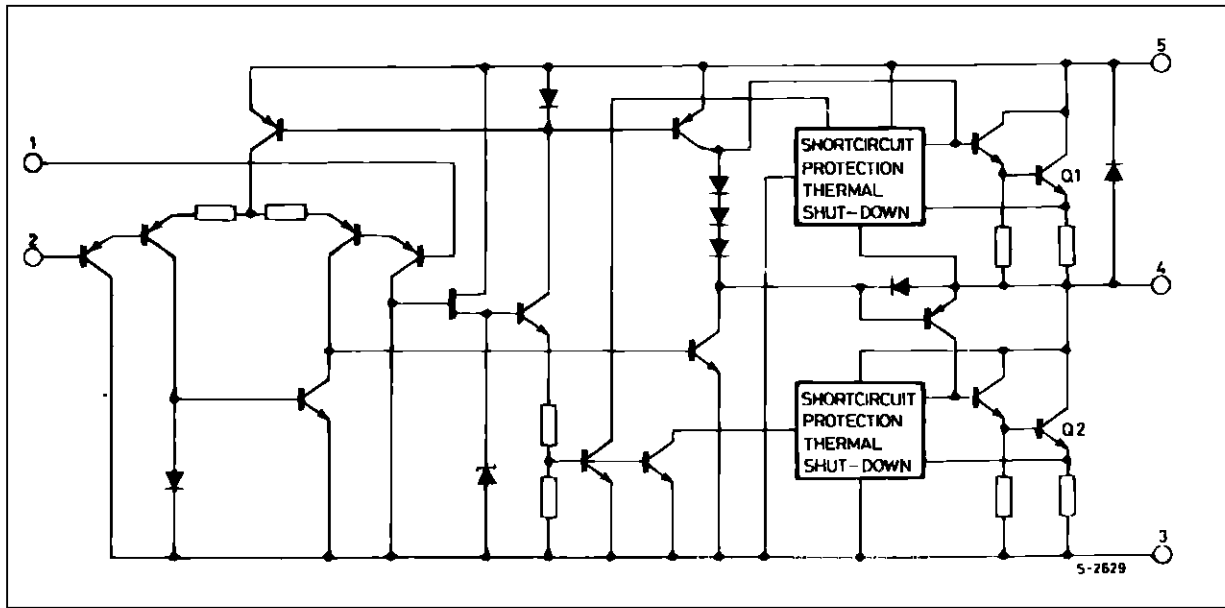 5
1
SHORTCIRCUIT
PROTECTION
THERMAL
SHUT-DOWN
Q1
2
4
SHORTCIRCUIT
PROTECTION
THERMAL
SHUT-DOWN
Q2
3
S-2629